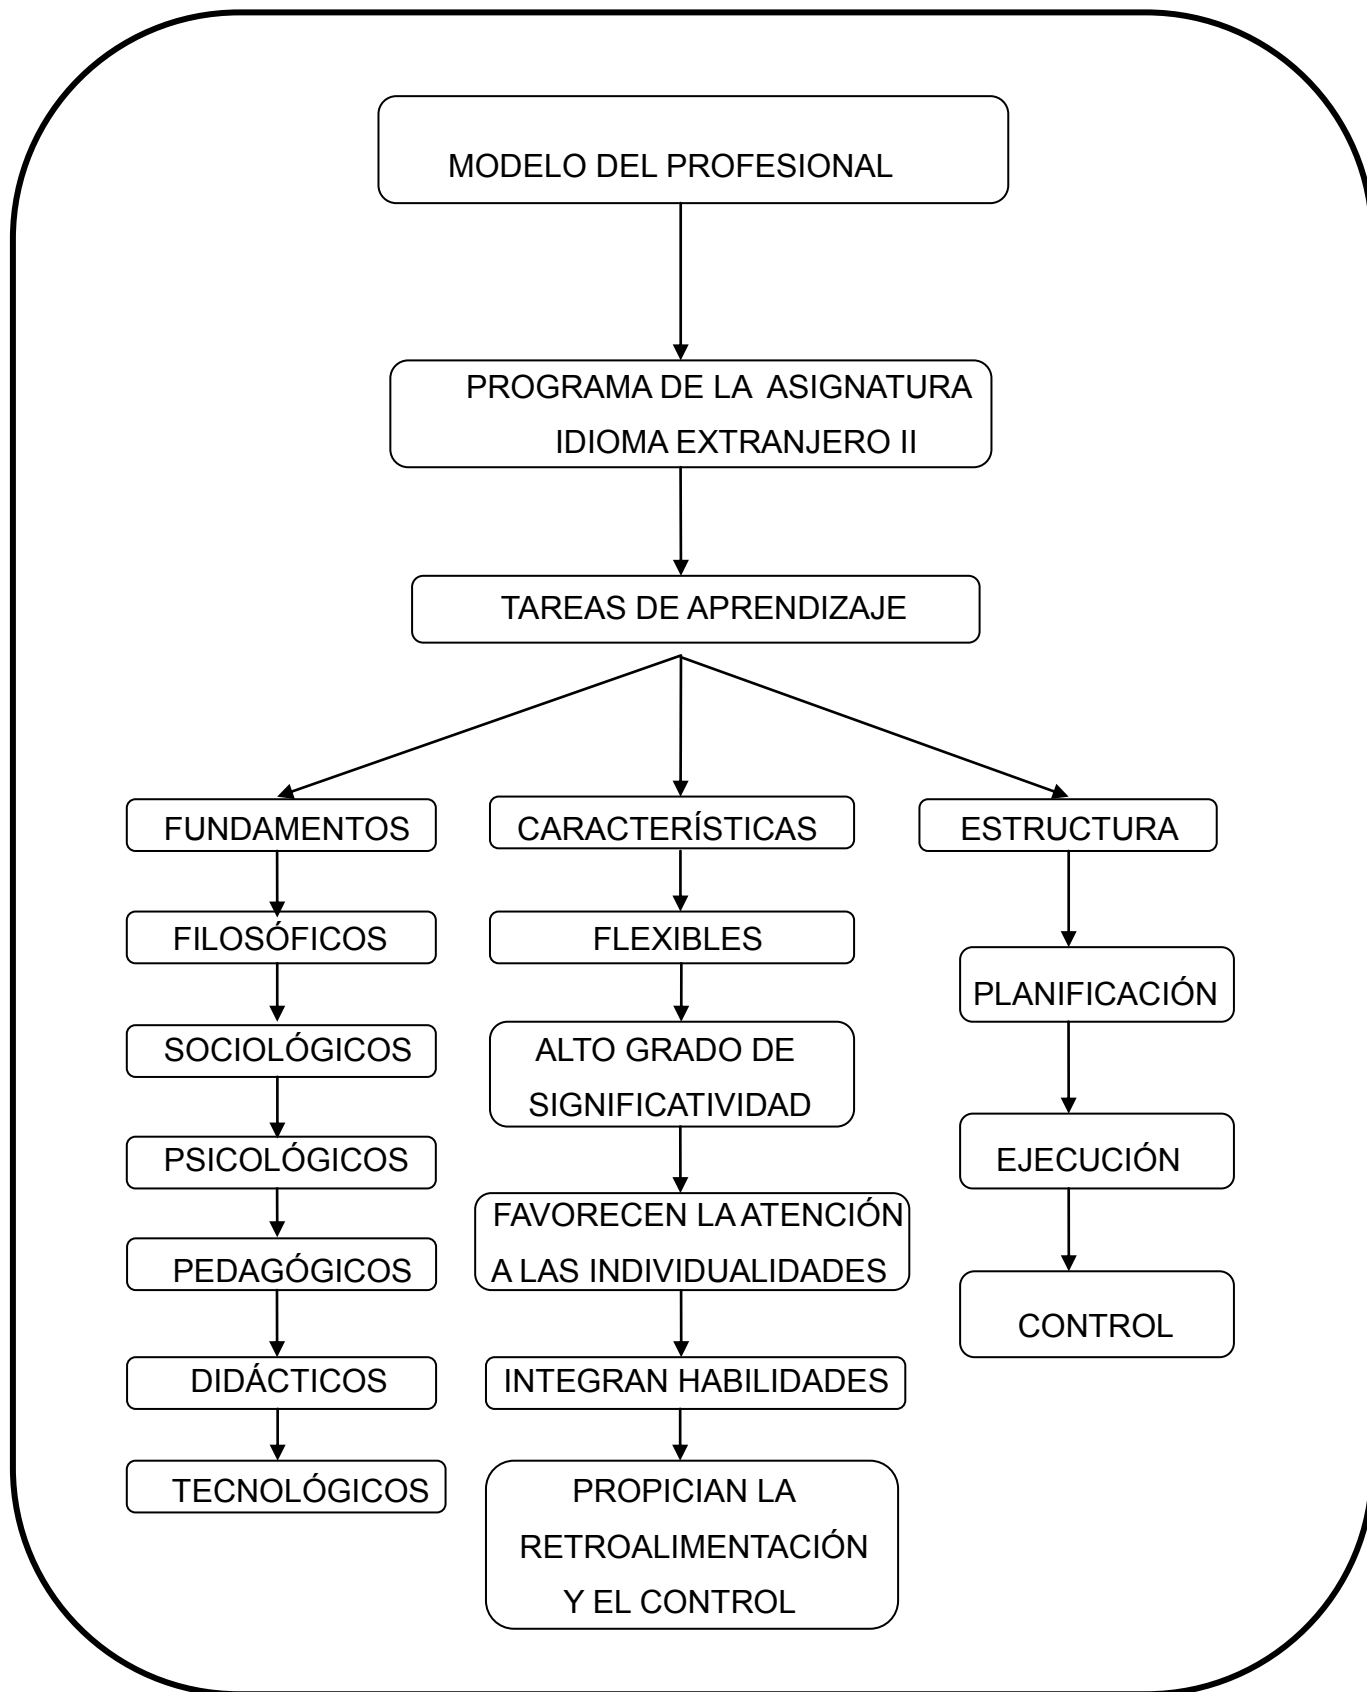 MODELO DEL PROFESIONAL
PROGRAMA DE LA ASIGNATURA
IDIOMA EXTRANJERO II
TAREAS DE APRENDIZAJE
FUNDAMENTOS
FILOSÓFICOS
SOCIOLÓGICOS
PSICOLÓGICOS
PEDAGÓGICOS
DIDÁCTICOS
TECNOLÓGICOS
CARACTERÍSTICAS
FLEXIBLES
ALTO GRADO DE
SIGNIFICATIVIDAD
FAVORECEN LA ATENCIÓN
A LAS INDIVIDUALIDADES
INTEGRAN HABILIDADES
PROPICIAN LA
RETROALIMENTACIÓN
Y EL CONTROL
ESTRUCTURA
PLANIFICACIÓN
EJECUCIÓN
CONTROL